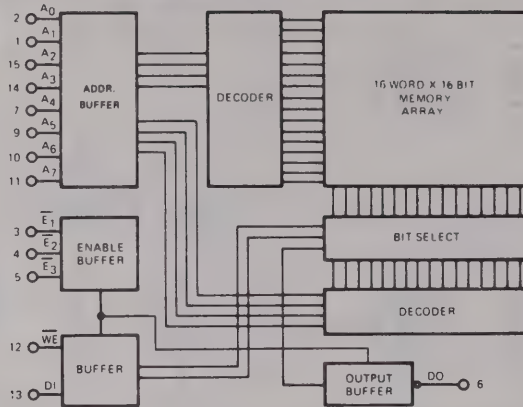 2 A0
1 A1
15 A2
14 A3
7 A4
9 A5
10 A6
11 A7
ADDR.
BUFFER
DECODER
16 WORD X 16 BIT
MEMORY
ARRAY
3 E1
4 E2
5 E3
ENABLE
BUFFER
BIT SELECT
DECODER
12 WE
13 DI
BUFFER
OUTPUT
BUFFER
DO 6